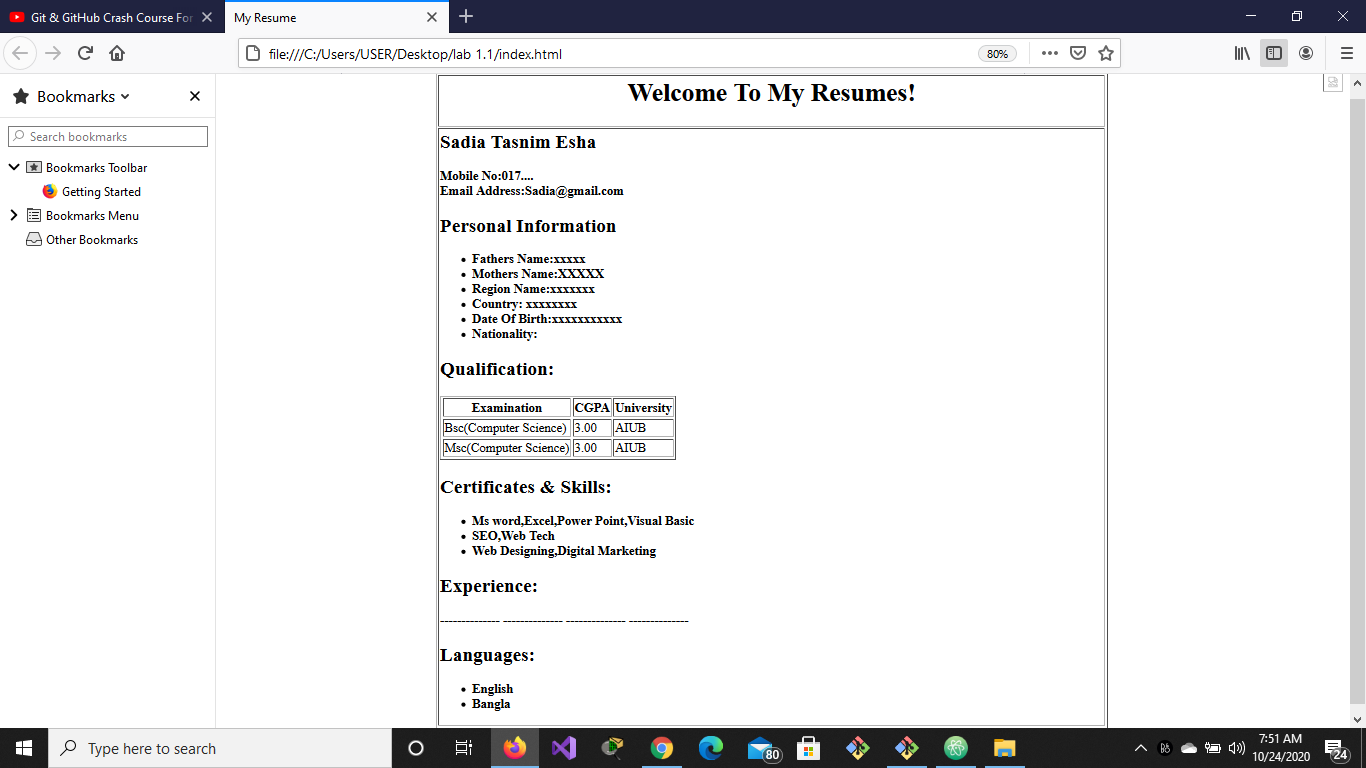 Git & GitHub Crash Course For
My Resume
file:///C:/Users/USER/Desktop/lab 1.1/index.html
80%
Bookmarks
Search bookmarks
Bookmarks Toolbar
Getting Started
Bookmarks Menu
Other Bookmarks
Welcome To My Resumes!
Sadia Tasnim Esha
Mobile No:017....
Email Address:Sadia@gmail.com
Personal Information
• Fathers Name:xxxxx
• Mothers Name:XXXXX
• Region Name:xxxxxxx
• Country: xxxxxxxx
• Date Of Birth:xxxxxxxxxxx
• Nationality:
Qualification:
Examination CGPA University
Bsc(Computer Science) 3.00 AIUB
Msc(Computer Science) 3.00 AIUB
Certificates & Skills:
• Ms word,Excel,Power Point,Visual Basic
• SEO,Web Tech
• Web Designing,Digital Marketing
Experience:
-------------- -------------- -------------- --------------
Languages:
• English
• Bangla
Type here to search
80
7:51 AM
10/24/2020
24